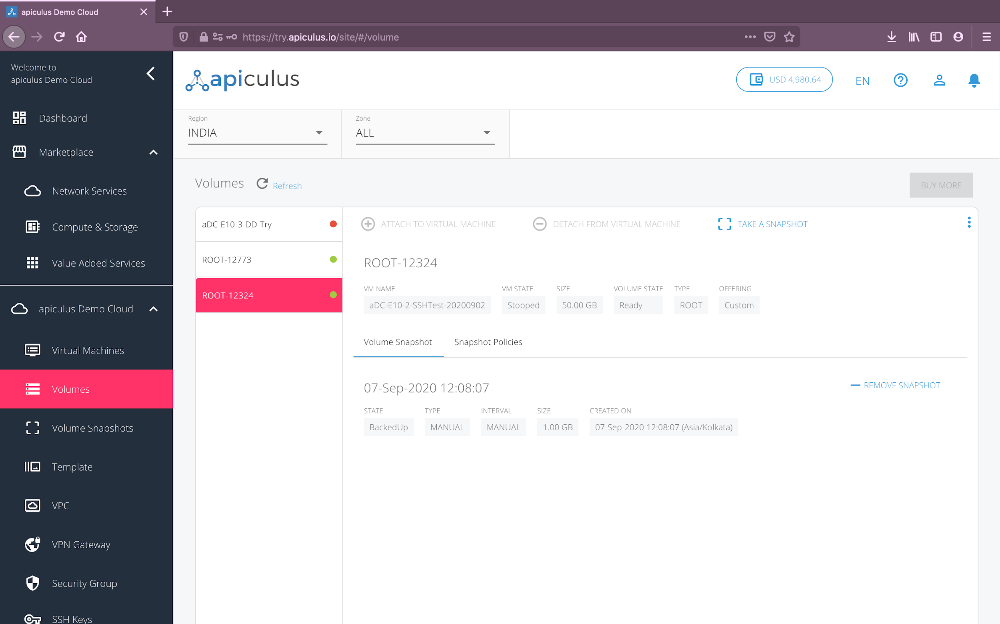 apiculus Demo Cloud
https://try.apiculus.io/site/#/volume
Welcome to
apiculus Demo Cloud
Dashboard
Marketplace
Network Services
Compute & Storage
Value Added Services
apiculus Demo Cloud
Virtual Machines
Volumes
Volume Snapshots
Template
VPC
VPN Gateway
Security Group
SSH Keys
apiculus
USD 4,980.64
EN
Region
INDIA
Zone
ALL
Volumes
Refresh
BUY MORE
aDC-E10-3-DD-Try
ROOT-12773
ROOT-12324
ATTACH TO VIRTUAL MACHINE
DETACH FROM VIRTUAL MACHINE
TAKE A SNAPSHOT
ROOT-12324
VM NAME VM STATE SIZE VOLUME STATE TYPE OFFERING
aDC-E10-2-SSHTest-20200902 Stopped 50.00 GB Ready ROOT Custom
Volume Snapshot Snapshot Policies
07-Sep-2020 12:08:07
REMOVE SNAPSHOT
STATE TYPE INTERVAL SIZE CREATED ON
BackedUp MANUAL MANUAL 1.00 GB 07-Sep-2020 12:08:07 (Asia/Kolkata)